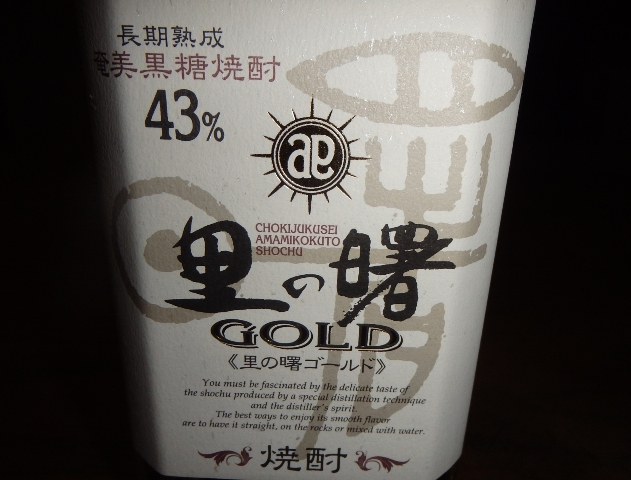 長期熟成
奄美黒糖焼酎
43%
CHOKIJUKUSEI
AMAMIKOKUTO
SHOCHU
里の曙
GOLD
《里の曙ゴールド》
You must be fascinated by the delicate taste of
the shochu produced by a special distillation technique
and the distiller's spirit.
The best ways to enjoy its smooth flavor
are to have it straight, on the rocks or mixed with water.
焼酎